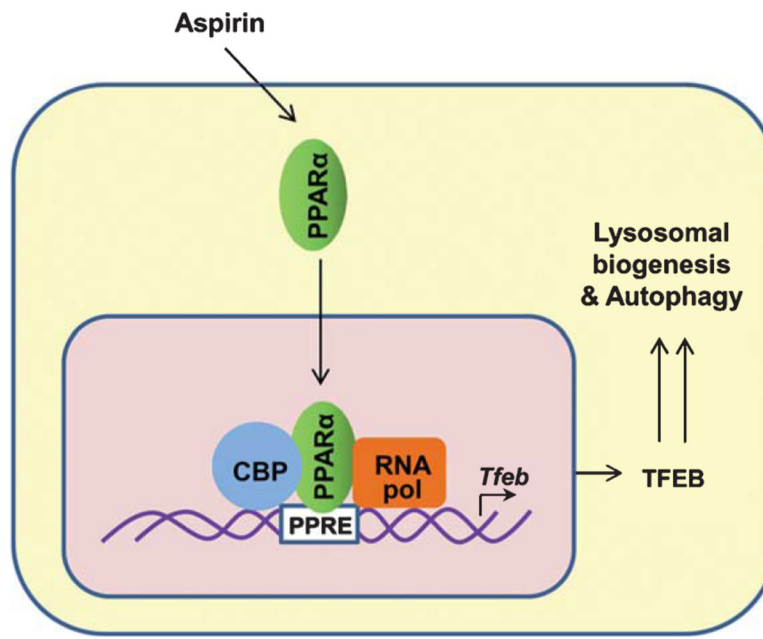 Aspirin
PPARα
Lysosomal
biogenesis
& Autophagy
CBP
PPARα
RNA
pol
Tfeb
PPRE
TFEB